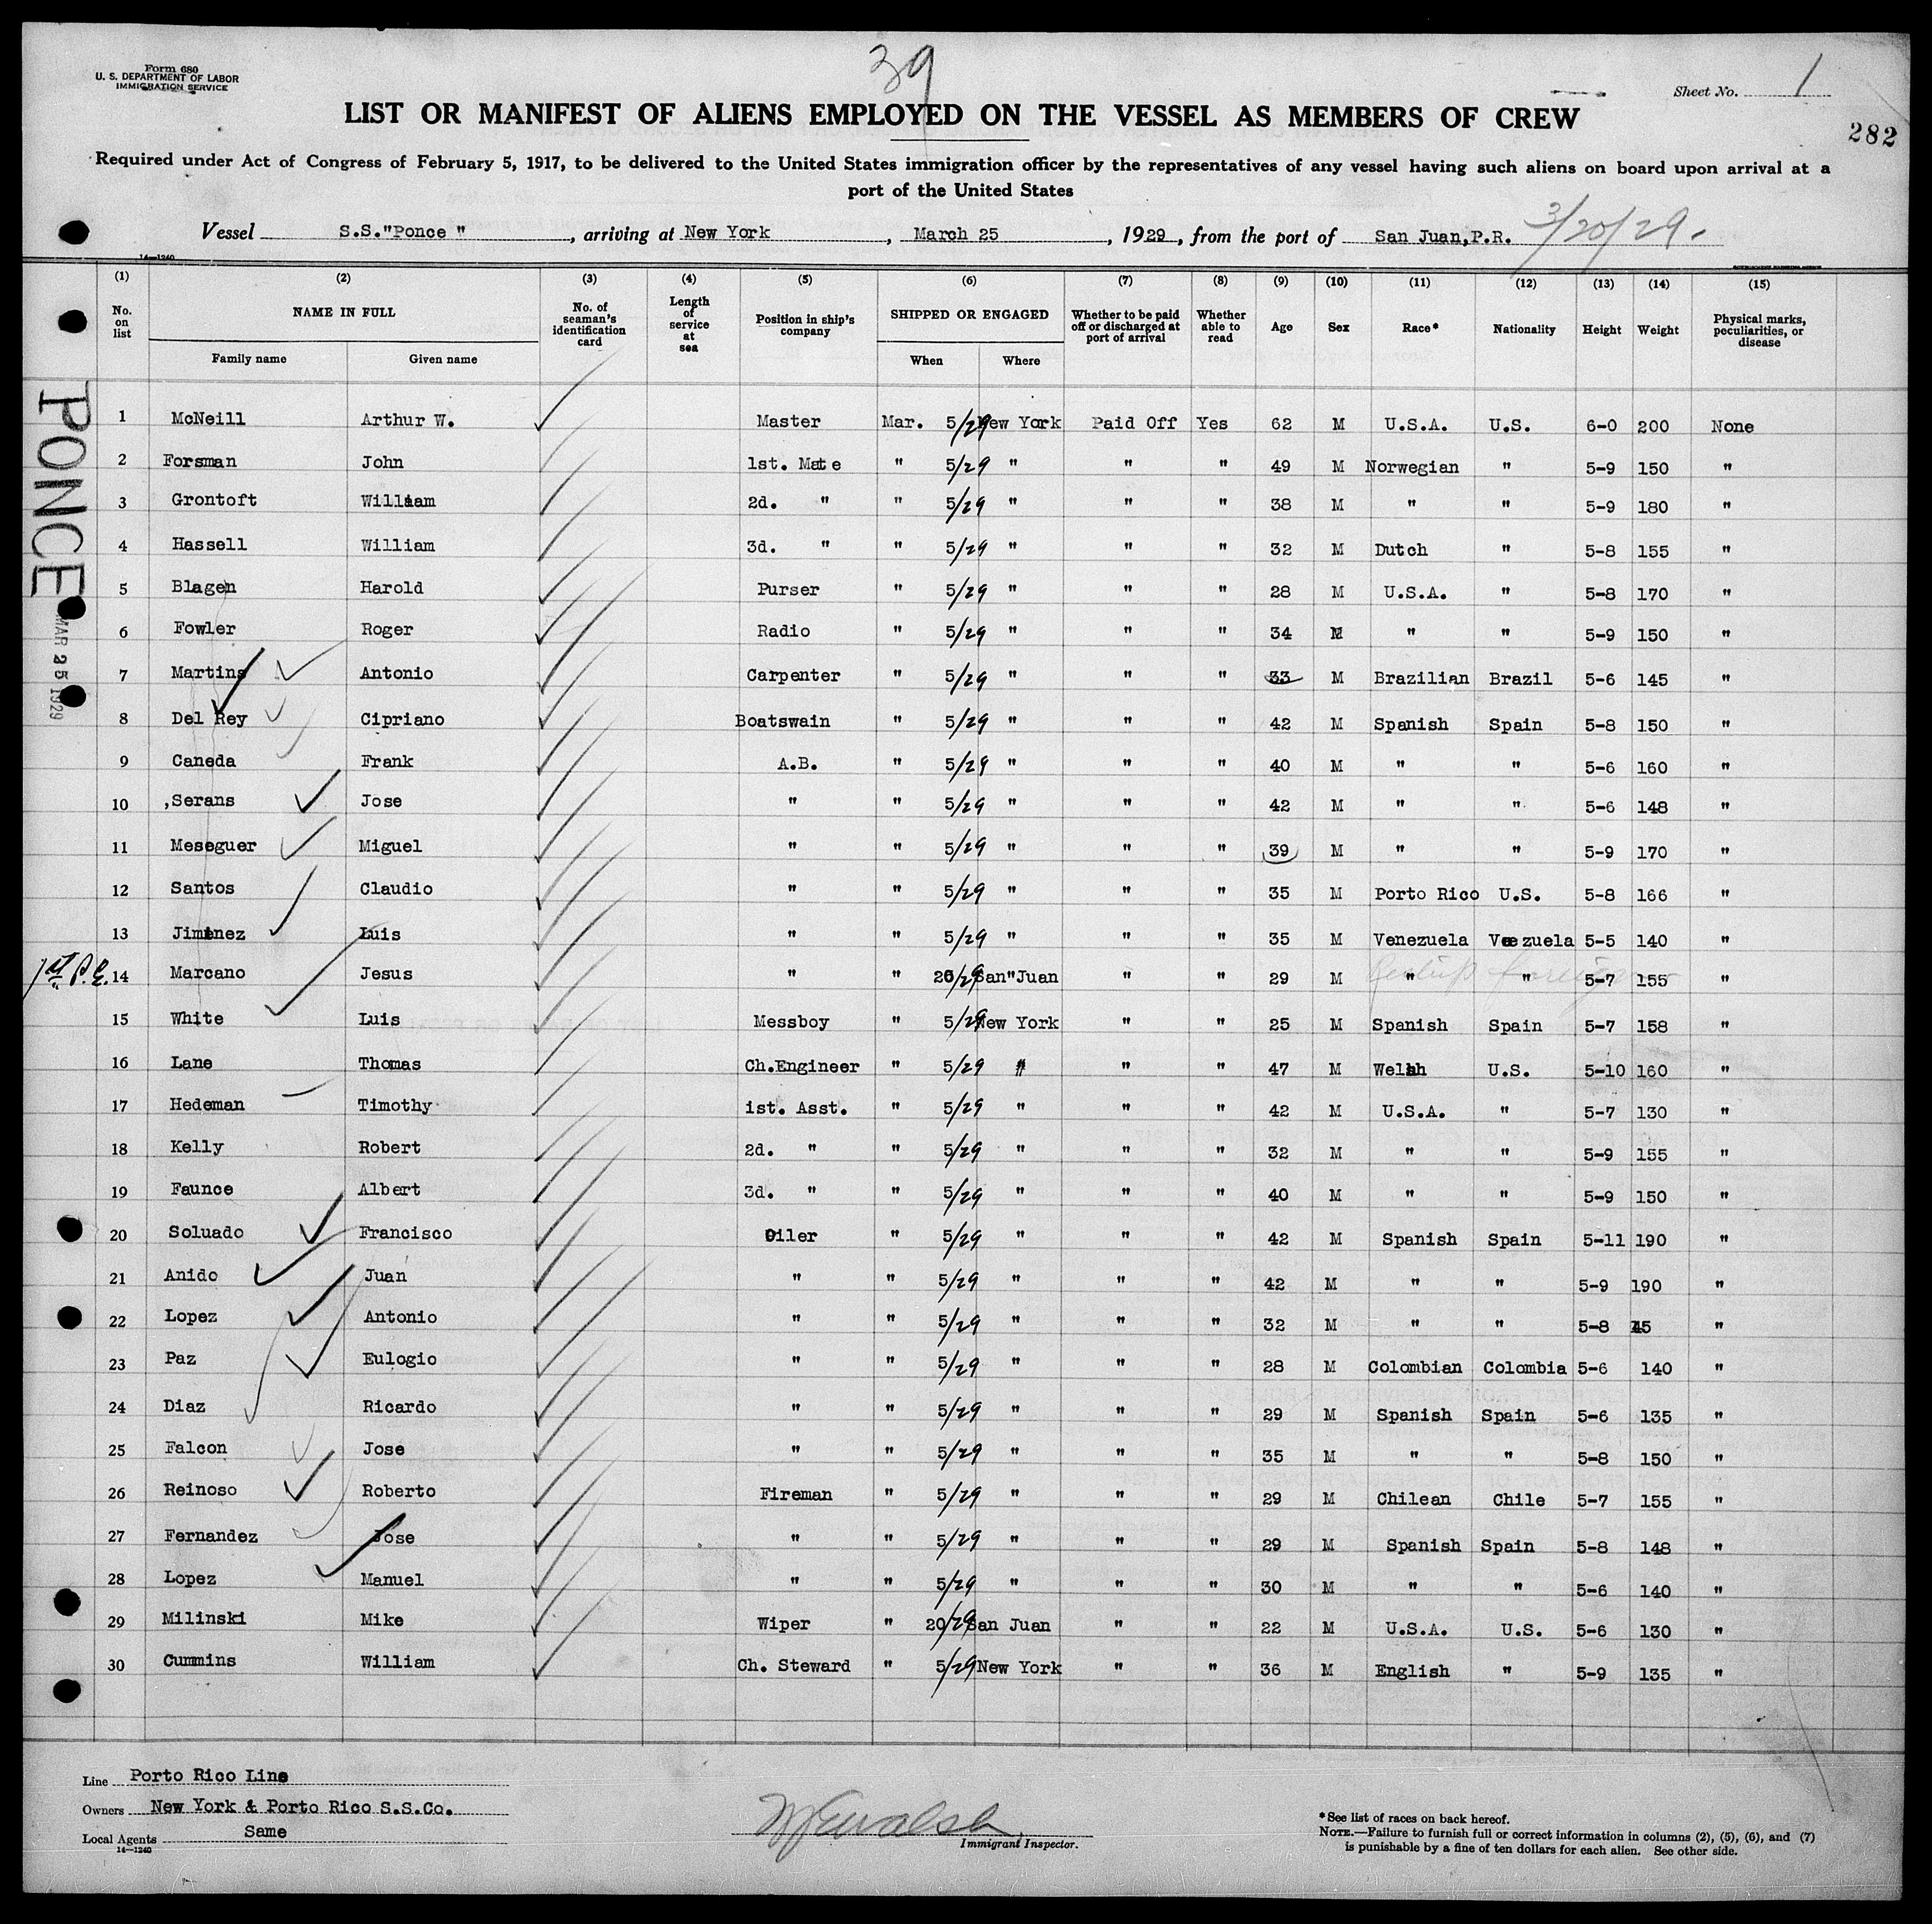 39
Form 680
U. S. DEPARTMENT OF LABOR
IMMIGRATION SERVICE
Sheet No. 1
LIST OR MANIFEST OF ALIENS EMPLOYED ON THE VESSEL AS MEMBERS OF CREW
282
Required under Act of Congress of February 5, 1917, to be delivered to the United States immigration officer by the representatives of any vessel having such aliens on board upon arrival at a
port of the United States
Vessel S.S."Ponce ", arriving at New York, March 25, 1929, from the port of San Juan,P.R. 3/20/29.
14—1240
(1) (2) (3) (4) (5) (6) (7) (8) (9) (10) (11) (12) (13) (14) (15)
No. on list NAME IN FULL No. of seaman's identification card Length of service at sea Position in ship's company SHIPPED OR ENGAGED Whether to be paid off or discharged at port of arrival Whether able to read Age Sex Race* Nationality Height Weight Physical marks, peculiarities, or disease
Family name Given name When Where
PONCE
MAR 25 1929
1 McNeill Arthur W. Master Mar. 5/29 New York Paid Off Yes 62 M U.S.A. U.S. 6-0 200 None
2 Forsman John 1st. Mate " 5/29 " " " 49 M Norwegian " 5-9 150 "
3 Grontoft William 2d. " " 5/29 " " " 38 M " " 5-9 180 "
4 Hassell William 3d. " " 5/29 " " " 32 M Dutch " 5-8 155 "
5 Blagen Harold Purser " 5/29 " " " 28 M U.S.A. " 5-8 170 "
6 Fowler Roger Radio " 5/29 " " " 34 M " " 5-9 150 "
7 Martins Antonio Carpenter " 5/29 " " " 33 M Brazilian Brazil 5-6 145 "
8 Del Rey Cipriano Boatswain " 5/29 " " " 42 M Spanish Spain 5-8 150 "
9 Caneda Frank A.B. " 5/29 " " " 40 M " " 5-6 160 "
10 ,Serans Jose " " 5/29 " " " 42 M " " 5-6 148 "
11 Meseguer Miguel " " 5/29 " " " 39 M " " 5-9 170 "
12 Santos Claudio " " 5/29 " " " 35 M Porto Rico U.S. 5-8 166 "
13 Jiminez Luis " " 5/29 " " " 35 M Venezuela Veezuela 5-5 140 "
1st P.E. 14 Marcano Jesus " " 20/29 San"Juan " " 29 M " " 5-7 155 "
15 White Luis Messboy " 5/29 New York " " 25 M Spanish Spain 5-7 158 "
16 Lane Thomas Ch.Engineer " 5/29 " " " 47 M Welsh U.S. 5-10 160 "
17 Hedeman Timothy 1st. Asst. " 5/29 " " " 42 M U.S.A. " 5-7 130 "
18 Kelly Robert 2d. " " 5/29 " " " 32 M " " 5-9 155 "
19 Faunce Albert 3d. " " 5/29 " " " 40 M " " 5-9 150 "
20 Soluado Francisco Oiler " 5/29 " " " 42 M Spanish Spain 5-11 190 "
21 Anido Juan " " 5/29 " " " 42 M " " 5-9 190 "
22 Lopez Antonio " " 5/29 " " " 32 M " " 5-8 "
23 Paz Eulogio " " 5/29 " " " 28 M Colombian Colombia 5-6 140 "
24 Diaz Ricardo " " 5/29 " " " 29 M Spanish Spain 5-6 135 "
25 Falcon Jose " " 5/29 " " " 35 M " " 5-8 150 "
26 Reinoso Roberto Fireman " 5/29 " " " 29 M Chilean Chile 5-7 155 "
27 Fernandez Jose " " 5/29 " " " 29 M Spanish Spain 5-8 148 "
28 Lopez Manuel " " 5/29 " " " 30 M " " 5-6 140 "
29 Milinski Mike Wiper " 20/29 San Juan " " 22 M U.S.A. U.S. 5-6 130 "
30 Cummins William Ch. Steward " 5/29 New York " " 36 M English " 5-9 135 "
Line Porto Rico Line
Owners New York & Porto Rico S.S.Co.
Local Agents Same
14—1240
Immigrant Inspector.
*See list of races on back hereof.
NOTE.—Failure to furnish full or correct information in columns (2), (5), (6), and (7)
is punishable by a fine of ten dollars for each alien. See other side.